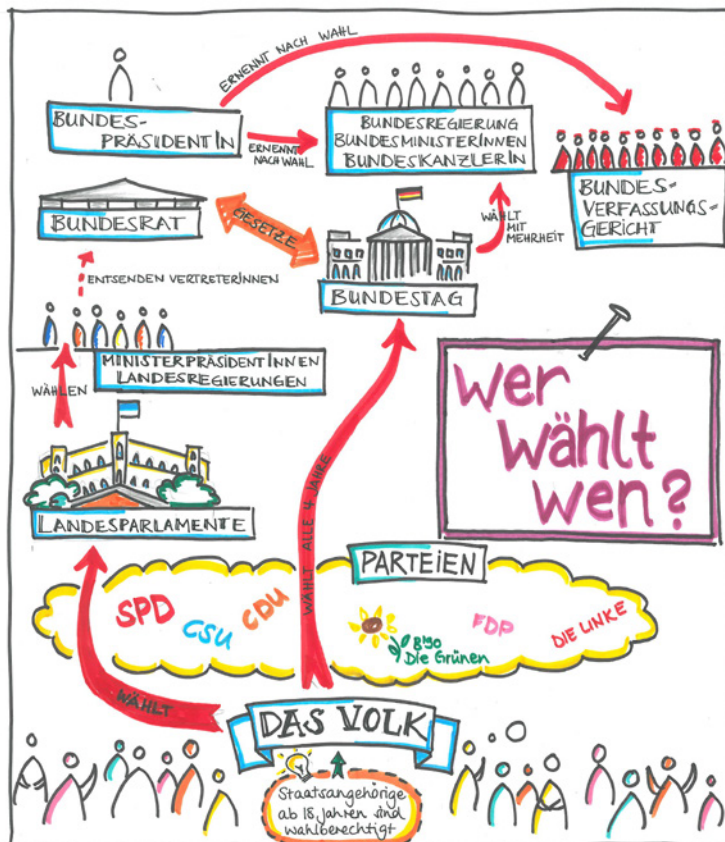 ERNENNT NACH WAHL
BUNDES-
PRÄSIDENTIN
ERNENNT
NACH WAHL
BUNDESREGIERUNG
BUNDESMINISTERINNEN
BUNDESKANZLERIN
BUNDES-
VERFASSUNGS-
GERICHT
BUNDESRAT
GESETZE
WÄHLT
MIT
MEHRHEIT
BUNDESTAG
ENTSENDEN VERTRETERINNEN
MINISTERPRÄSIDENTINNEN
LANDESREGIERUNGEN
WÄHLEN
wer
wählt
wen?
LANDESPARLAMENTE
WÄHLT ALLE 4 JAHRE
PARTEIEN
SPD
CSU
CDU
B'90
Die Grünen
FDP
DIE LINKE
WÄHLT
DAS VOLK
Staatsangehörige
ab 18 Jahren sind
wahlberechtigt